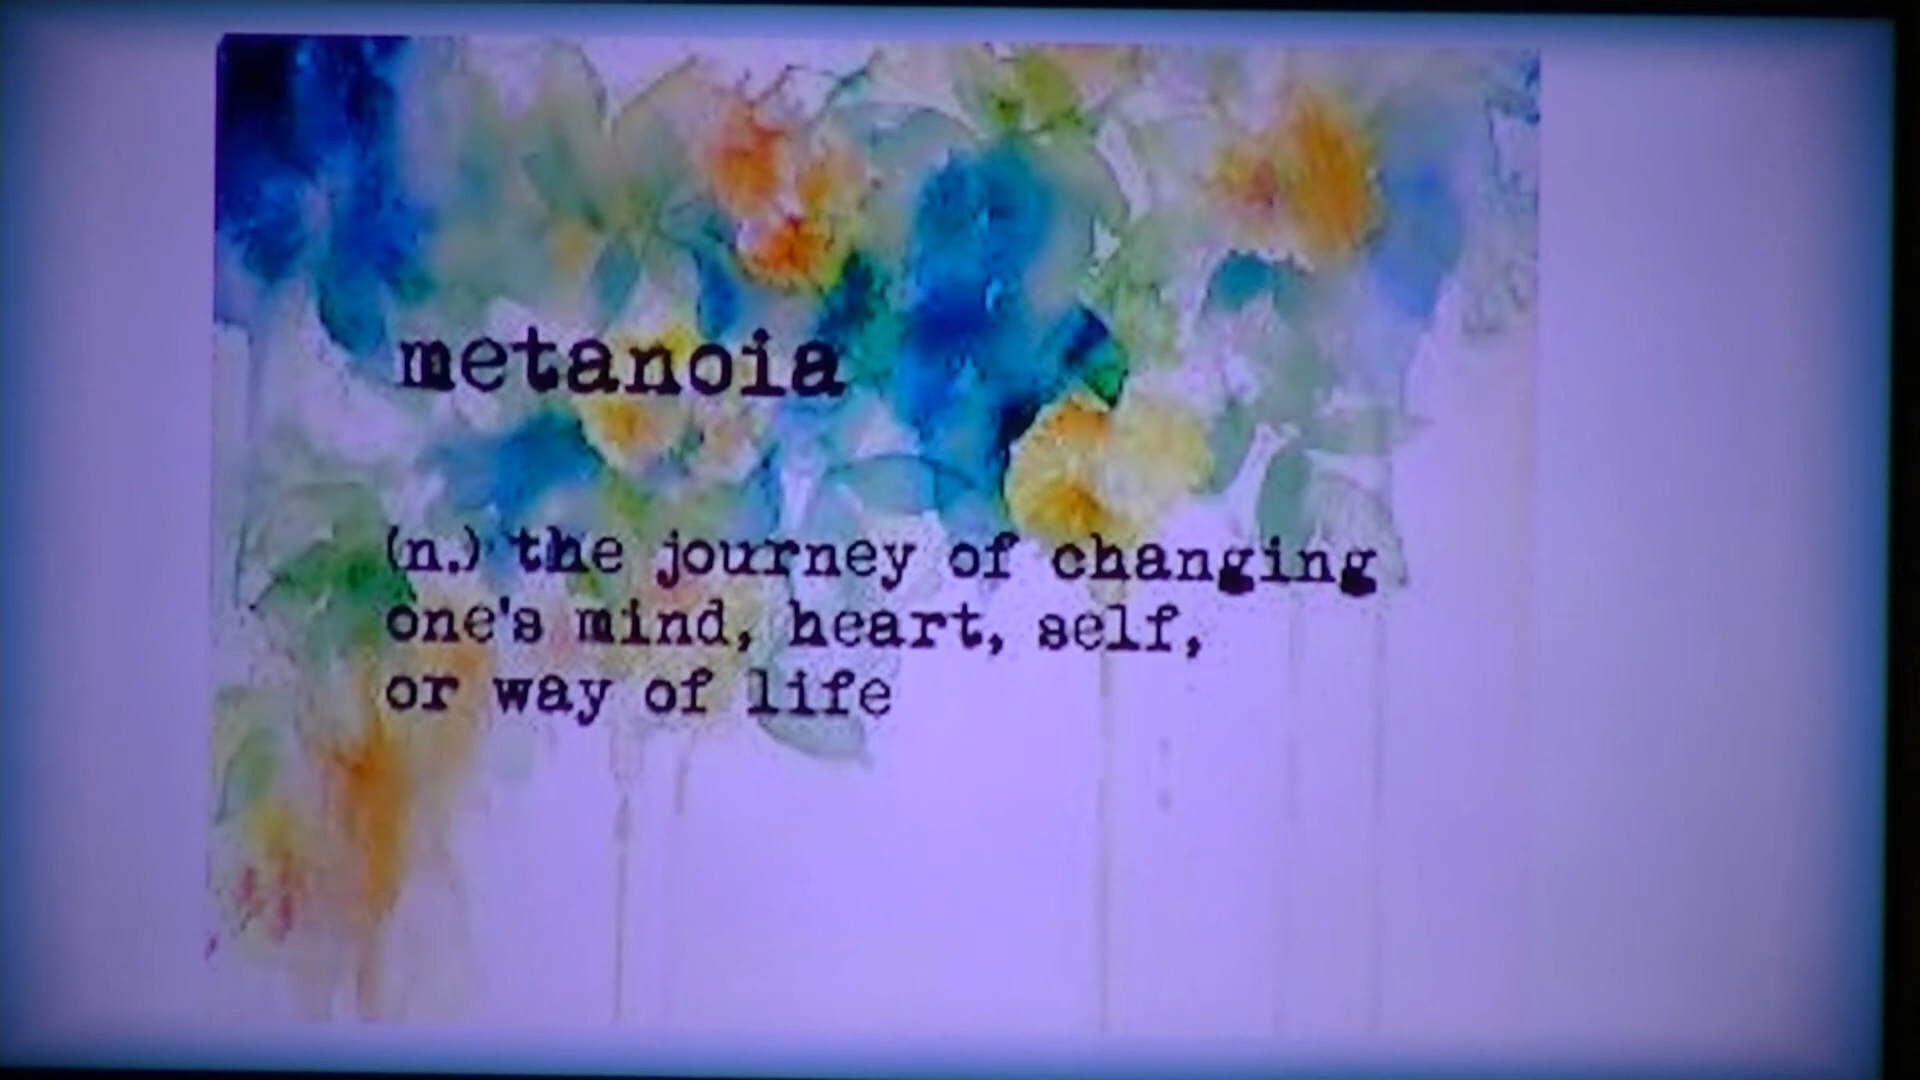 metanoia
(n.) the journey of changing
one's mind, heart, self,
or way of life